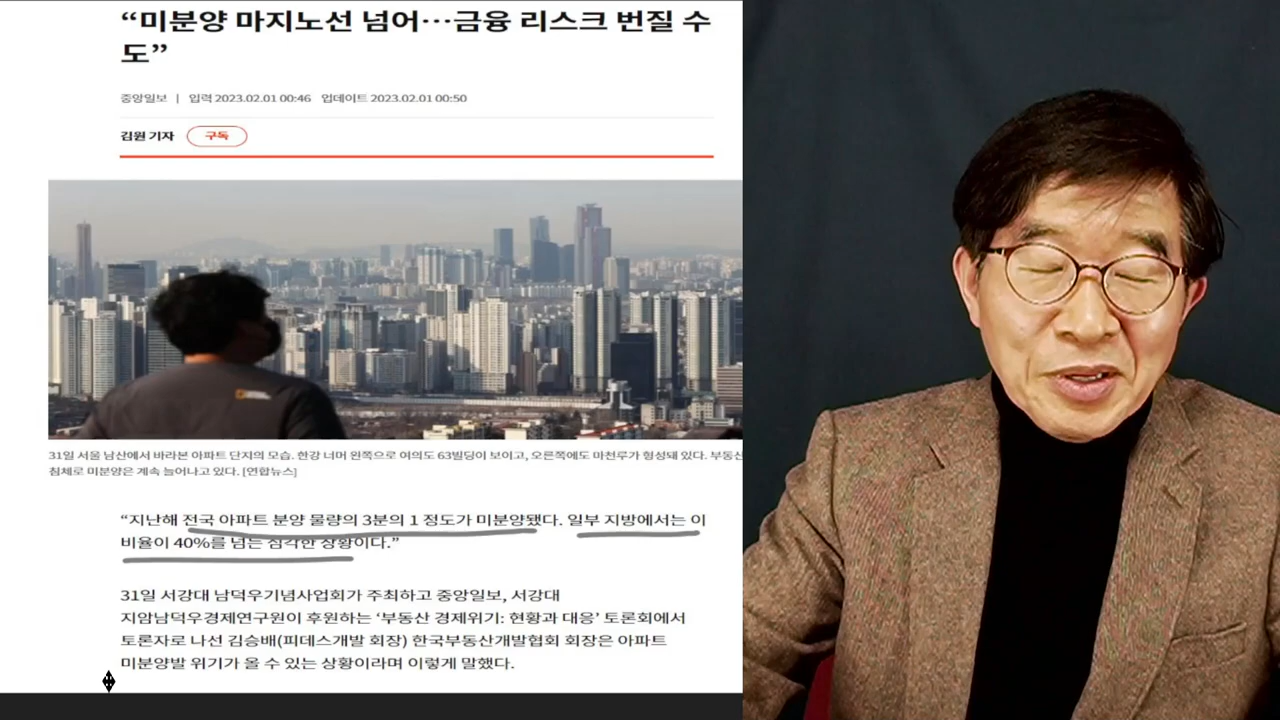 “미분양 마지노선 넘어…금융 리스크 번질 수
도”
중앙일보 | 입력 2023.02.01 00:46 업데이트 2023.02.01 00:50
김원 기자 구독
31일 서울 남산에서 바라본 아파트 단지의 모습. 한강 너머 왼쪽으로 여의도 63빌딩이 보이고, 오른쪽에도 마천루가 형성돼 있다. 부동산
침체로 미분양은 계속 늘어나고 있다. [연합뉴스]
“지난해 전국 아파트 분양 물량의 3분의 1 정도가 미분양됐다. 일부 지방에서는 이
비율이 40%를 넘는 심각한 상황이다.”
31일 서강대 남덕우기념사업회가 주최하고 중앙일보, 서강대
지암남덕우경제연구원이 후원하는 ‘부동산 경제위기: 현황과 대응’ 토론회에서
토론자로 나선 김승배(피데스개발 회장) 한국부동산개발협회 회장은 아파트
미분양발 위기가 올 수 있는 상황이라며 이렇게 말했다.